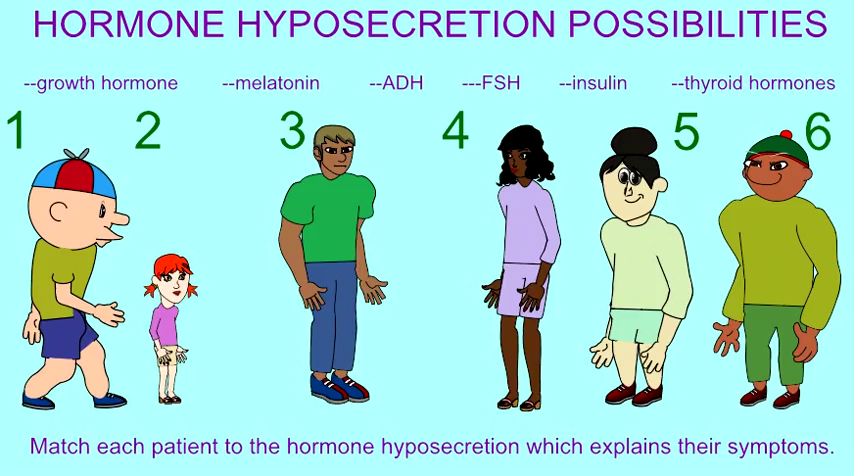 HORMONE HYPOSECRETION POSSIBILITIES
--growth hormone --melatonin --ADH ---FSH --insulin --thyroid hormones
1 2 3 4 5 6
Match each patient to the hormone hyposecretion which explains their symptoms.